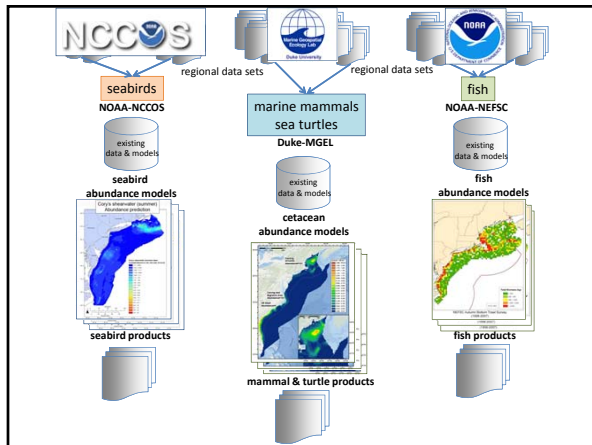 NCCOS
Marine Geospatial
Ecology Lab
Duke University
NOAA
regional data sets
regional data sets
seabirds
NOAA-NCCOS
existing
data & models
seabird
abundance models
Cory's shearwater (summer)
Abundance prediction
seabird products
marine mammals
sea turtles
Duke-MGEL
existing
data & models
cetacean
abundance models
mammal & turtle products
fish
NOAA-NEFSC
existing
data & models
fish
abundance models
fish products